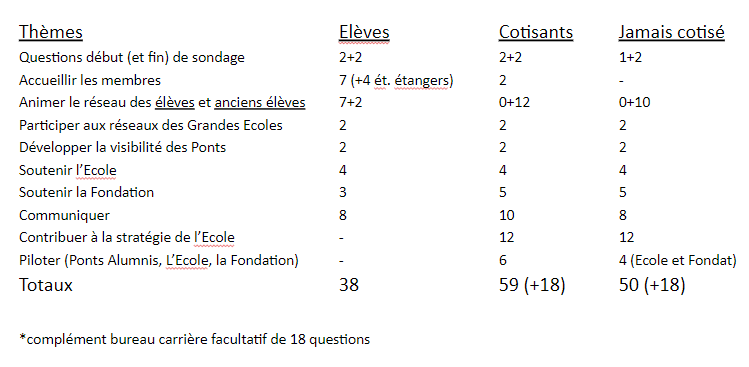 Thèmes Elèves Cotisants Jamais cotisé
Questions début (et fin) de sondage 2+2 2+2 1+2
Accueillir les membres 7 (+4 ét. étangers) 2 -
Animer le réseau des élèves et anciens élèves 7+2 0+12 0+10
Participer aux réseaux des Grandes Ecoles 2 2 2
Développer la visibilité des Ponts 2 2 2
Soutenir l’Ecole 4 4 4
Soutenir la Fondation 3 5 5
Communiquer 8 10 8
Contribuer à la stratégie de l’Ecole - 12 12
Piloter (Ponts Alumnis, L’Ecole, la Fondation) - 6 4 (Ecole et Fondat)
Totaux 38 59 (+18) 50 (+18)
*complément bureau carrière facultatif de 18 questions